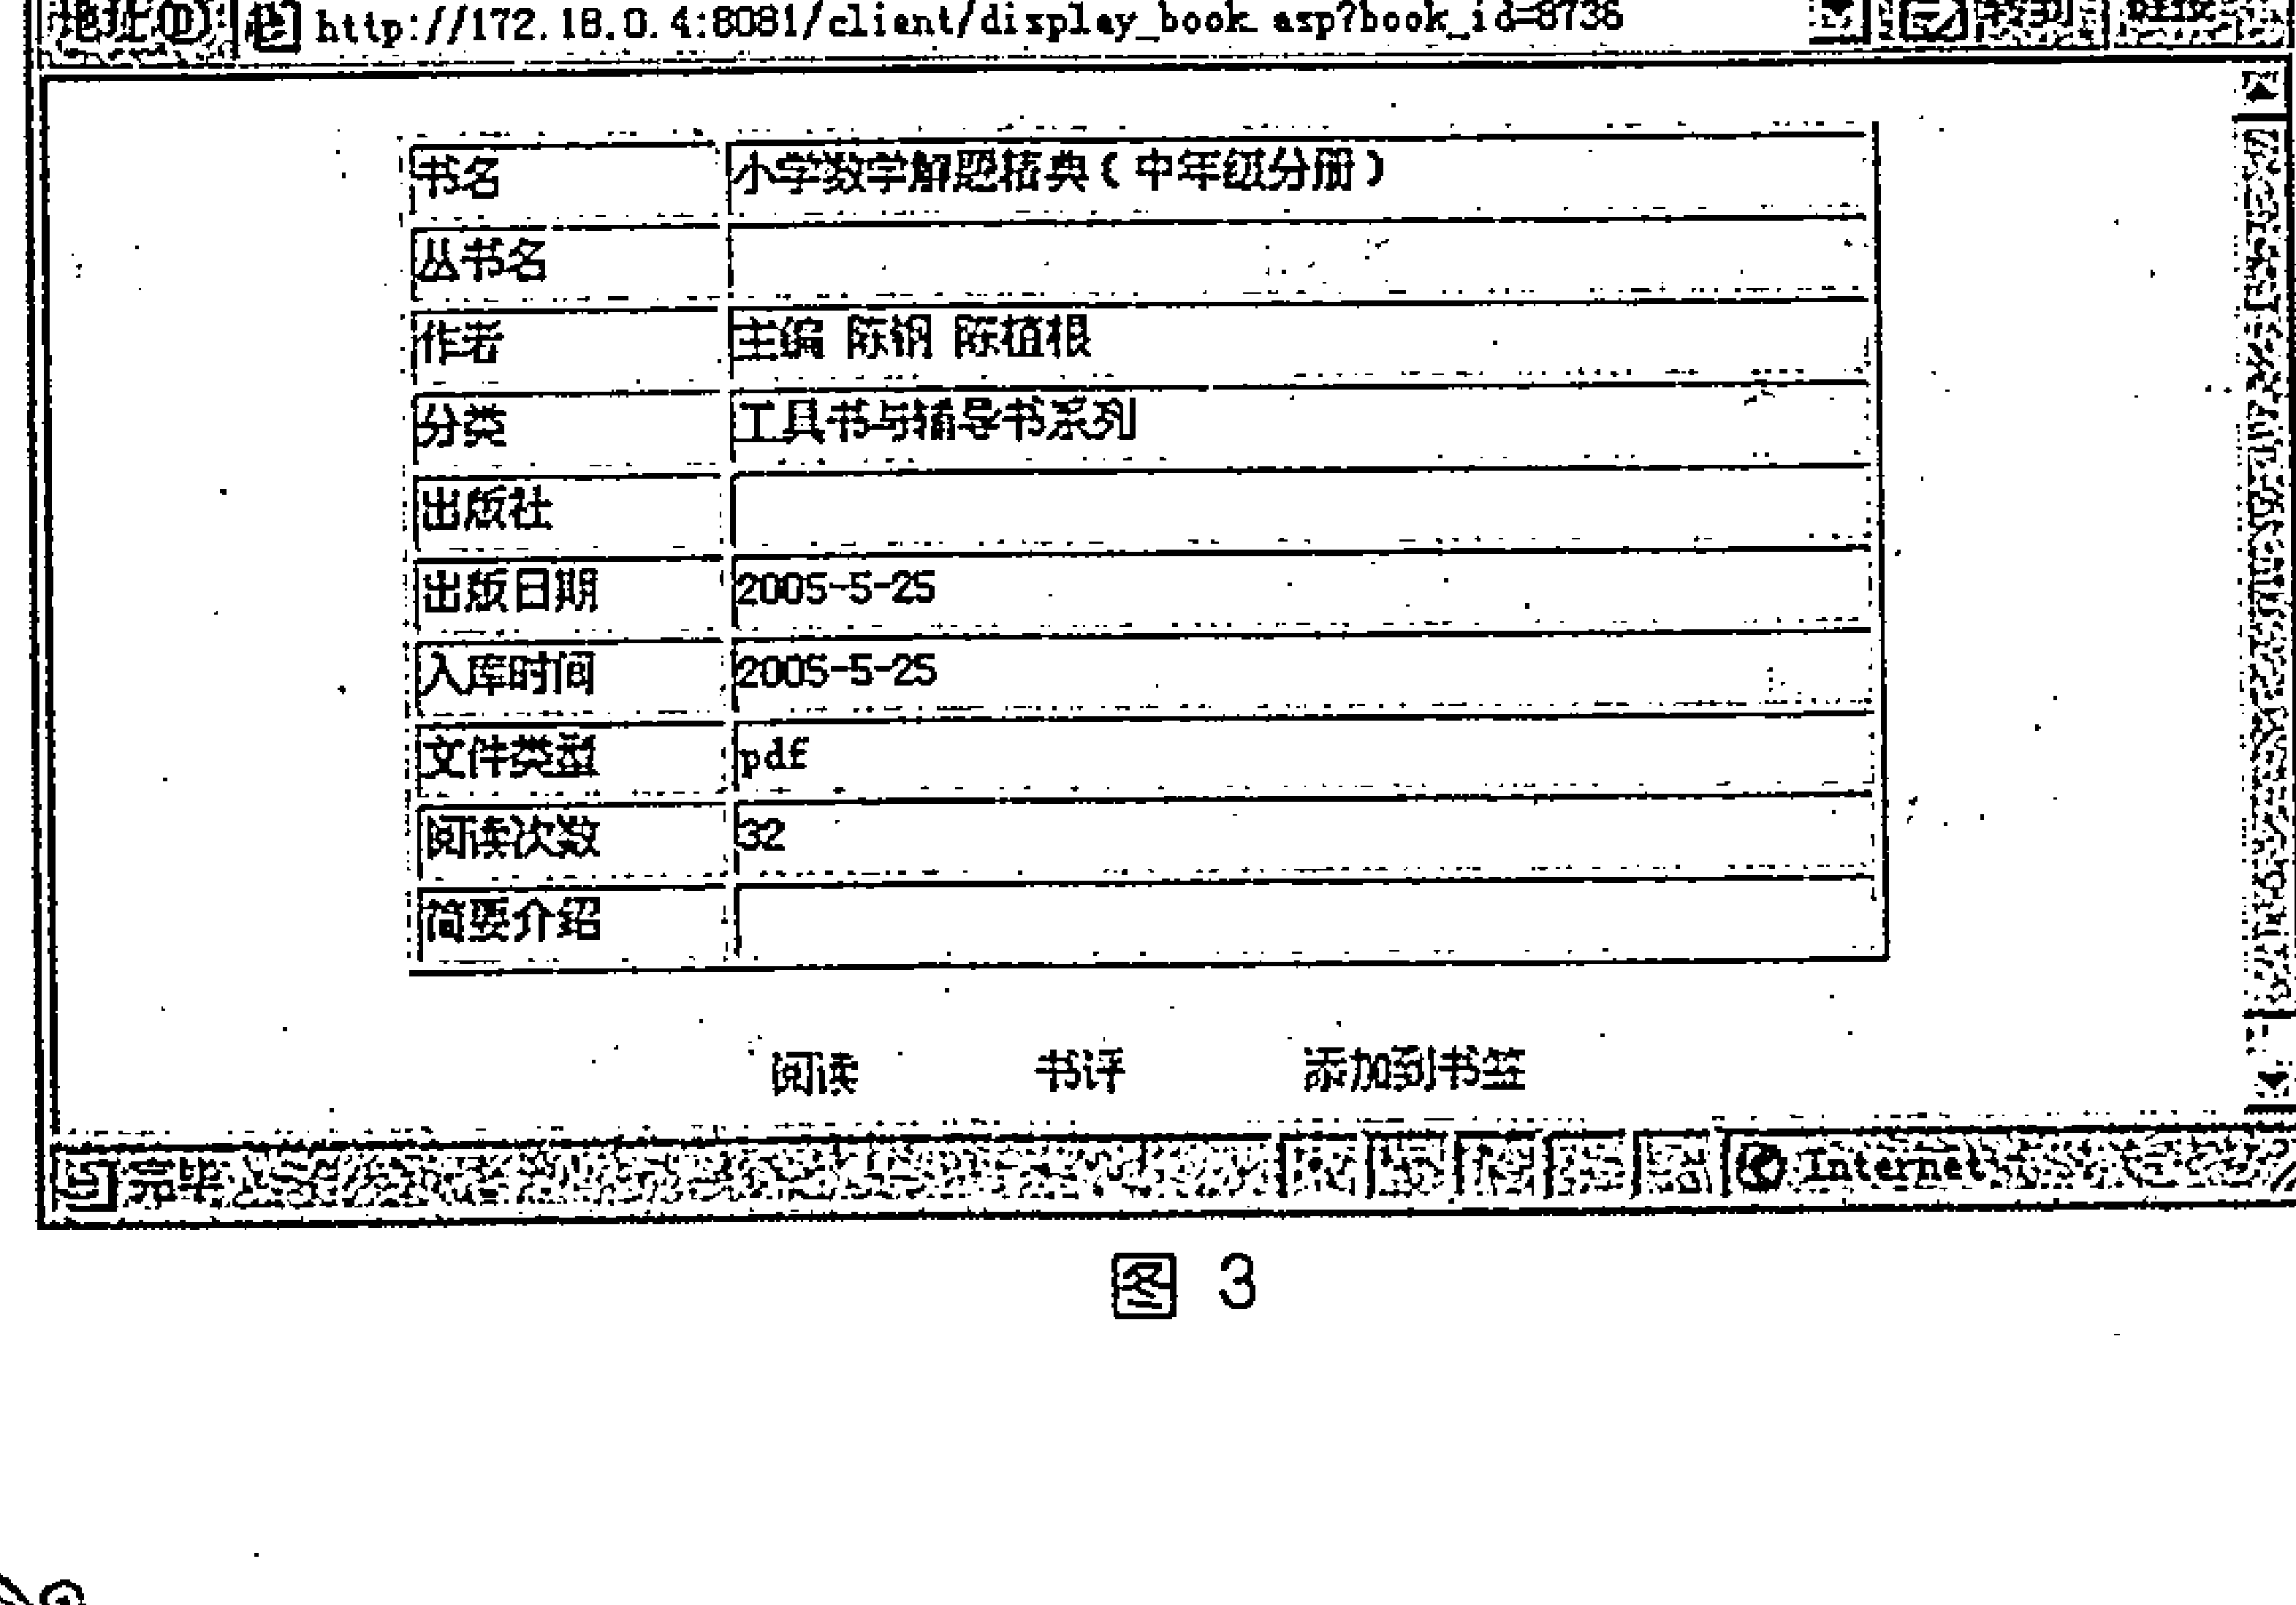 地址(D) http://172.18.0.4:8081/client/display_book.asp?book_id=8736 转到
书名 小学数学解题精典(中年级分册)
丛书名
作者 主编 陈钢 陈植根
分类 工具书与辅导书系列
出版社
出版日期 2005-5-25
入库时间 2005-5-25
文件类型 pdf
阅读次数 32
简要介绍
阅读 书评 添加到书签
完毕 Internet
图 3